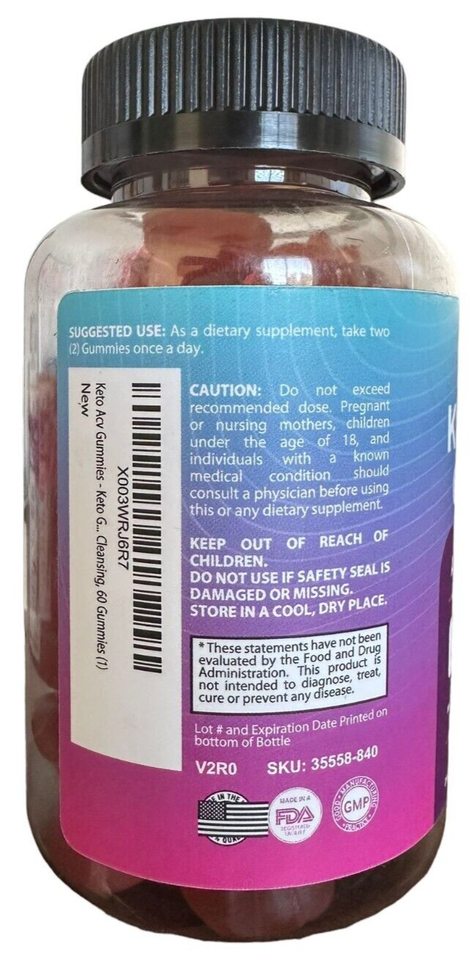 SUGGESTED USE: As a dietary supplement, take two
(2) Gummies once a day.
Keto Acv Gummies - Keto G... Cleansing, 60 Gummies (1)
New
X003WRJ6R7
CAUTION: Do not exceed
recommended dose. Pregnant
or nursing mothers, children
under the age of 18, and
individuals with a known
medical condition should
consult a physician before using
this or any dietary supplement.
KEEP OUT OF REACH OF
CHILDREN.
DO NOT USE IF SAFETY SEAL IS
DAMAGED OR MISSING.
STORE IN A COOL, DRY PLACE.
* These statements have not been
evaluated by the Food and Drug
Administration. This product is
not intended to diagnose, treat,
cure or prevent any disease.
Lot # and Expiration Date Printed on
bottom of Bottle
V2R0 SKU: 35558-840
IN THE
MADE IN A
FDA
REGISTERED
GOOD • MANUFACTURING
GMP
• PRACTICE •
K